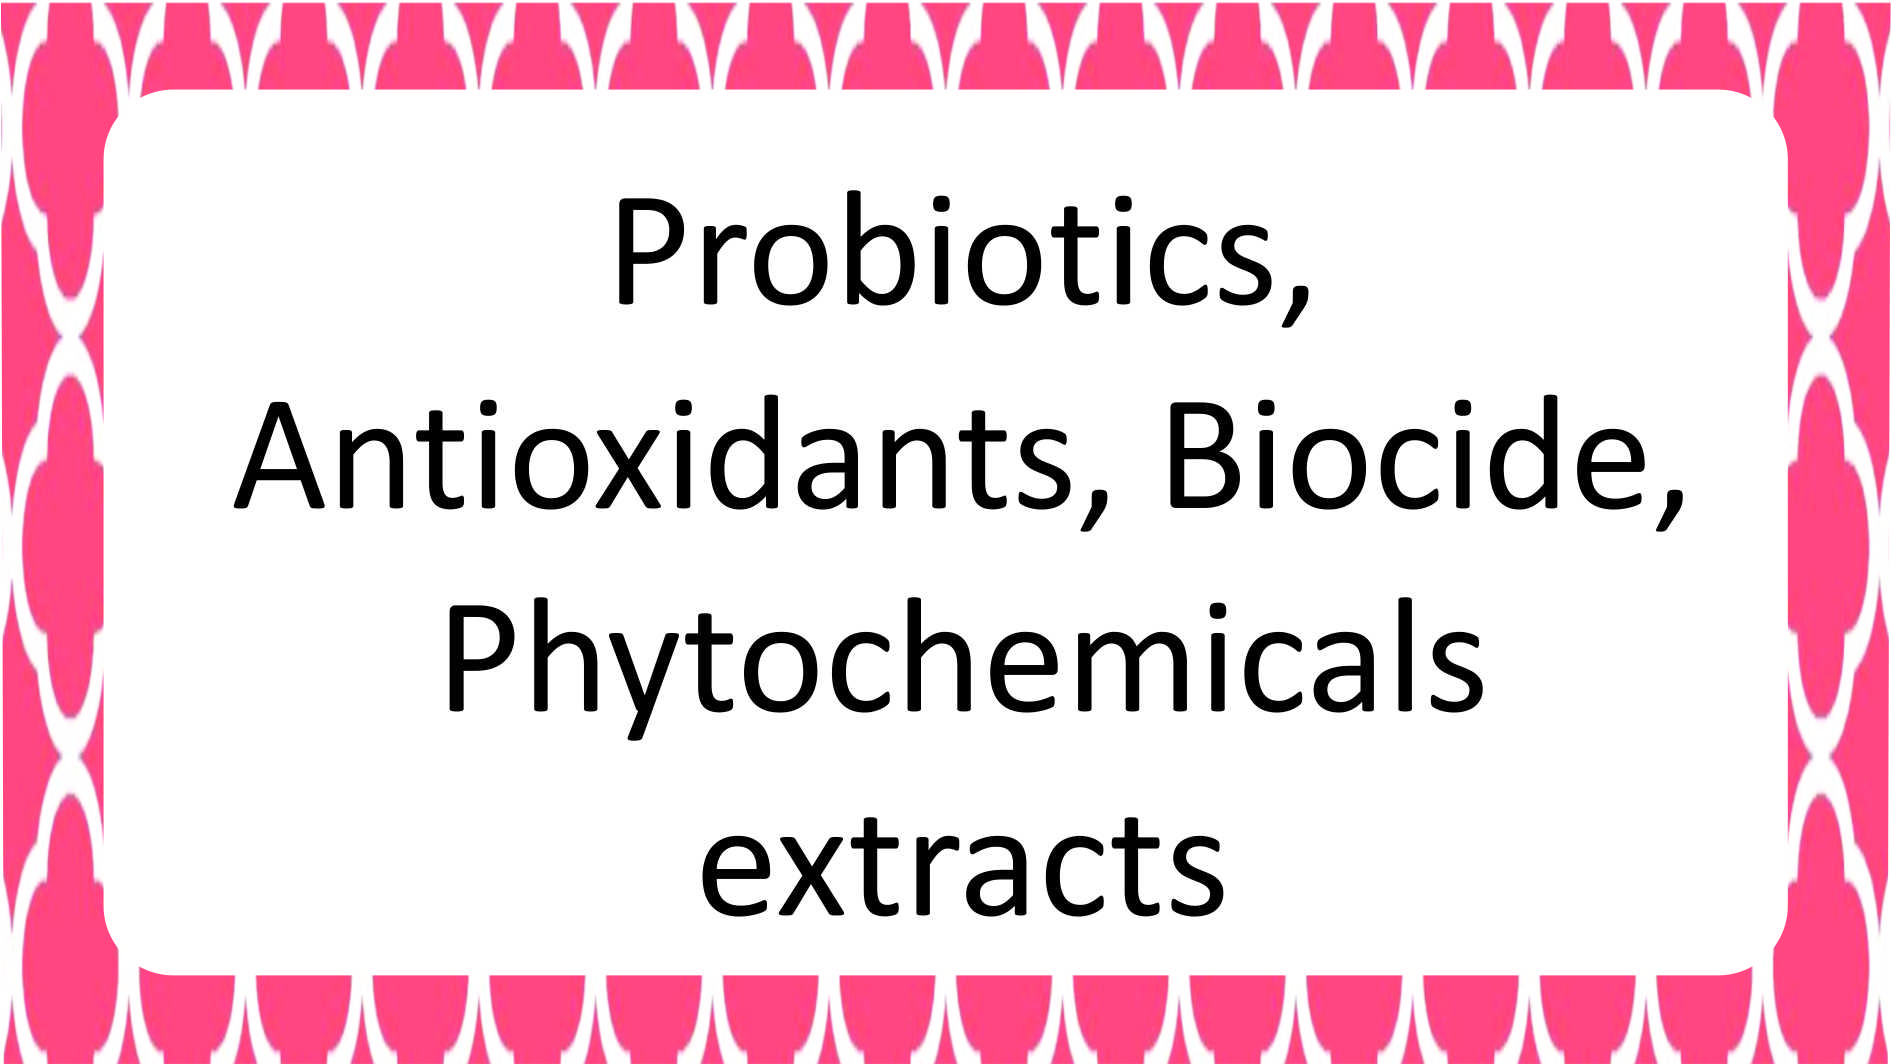 Probiotics,
Antioxidants, Biocide,
Phytochemicals
extracts